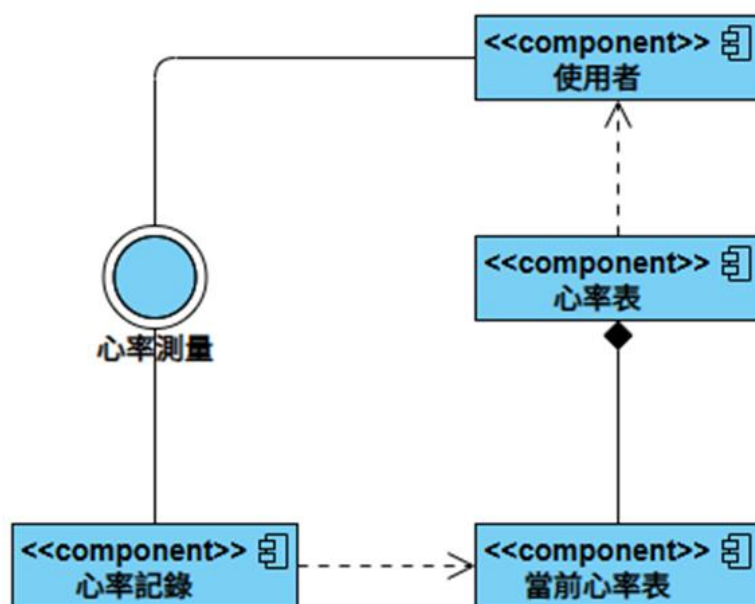 <<component>>
使用者
<<component>>
心率表
心率測量
<<component>>
心率記錄
<<component>>
當前心率表